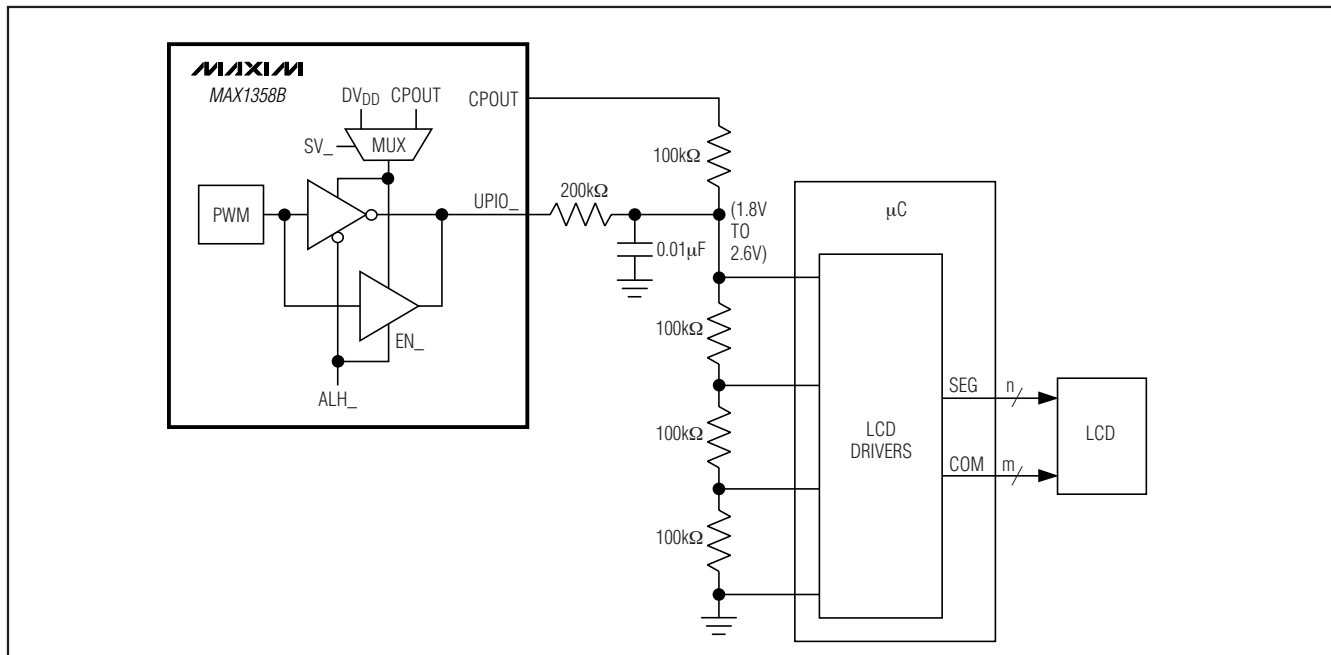 MAXIM
MAX1358B
DVDD CPOUT
CPOUT
SV_
MUX
100kΩ
PWM
UPIO_
200kΩ
(1.8V
TO
2.6V)
μC
0.01μF
EN_
ALH_
100kΩ
100kΩ
100kΩ
LCD
DRIVERS
SEG
n
COM
m
LCD